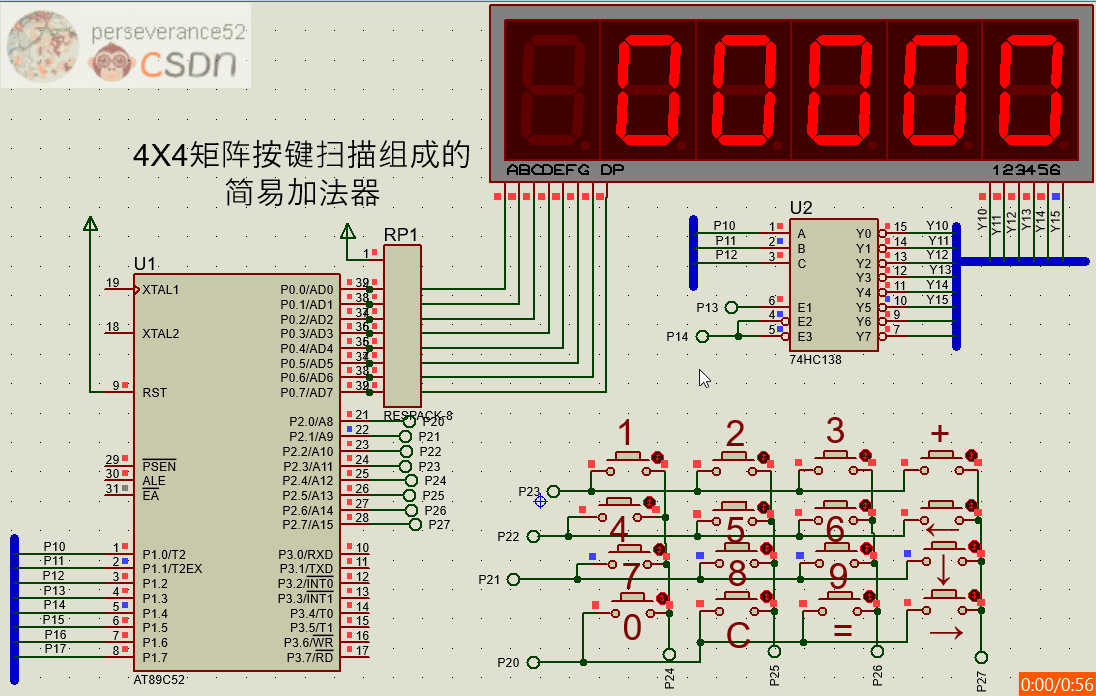 perseverance52
CSDN
4X4矩阵按键扫描组成的
简易加法器
00000
ABCDEFG DP
123456
U1
19 XTAL1
18 XTAL2
9 RST
29 PSEN
30 ALE
31 EA
P10 1 P1.0/T2
P11 2 P1.1/T2EX
P12 3 P1.2
P13 4 P1.3
P14 5 P1.4
P15 6 P1.5
P16 7 P1.6
P17 8 P1.7
AT89C52
P0.0/AD0 39
P0.1/AD1 38
P0.2/AD2 37
P0.3/AD3 36
P0.4/AD4 35
P0.5/AD5 34
P0.6/AD6 33
P0.7/AD7 32
P2.0/A8 21 P20
P2.1/A9 22 P21
P2.2/A10 23 P22
P2.3/A11 24 P23
P2.4/A12 25 P24
P2.5/A13 26 P25
P2.6/A14 27 P26
P2.7/A15 28 P27
P3.0/RXD 10
P3.1/TXD 11
P3.2/INT0 12
P3.3/INT1 13
P3.4/T0 14
P3.5/T1 15
P3.6/WR 16
P3.7/RD 17
RP1
1
RESPACK-8
Y10
Y11
Y12
Y13
Y14
Y15
U2
P10 1 A
P11 2 B
P12 3 C
P13 6 E1
4 E2
P14 5 E3
Y0 15 Y10
Y1 14 Y11
Y2 13 Y12
Y3 12 Y13
Y4 11 Y14
Y5 10 Y15
Y6 9
Y7 7
74HC138
1 2 3 +
P23
4 5 6 ←
P22
7 8 9 ↓
P21
0 C = →
P20
P24
P25
P26
P27
0:00/0:56